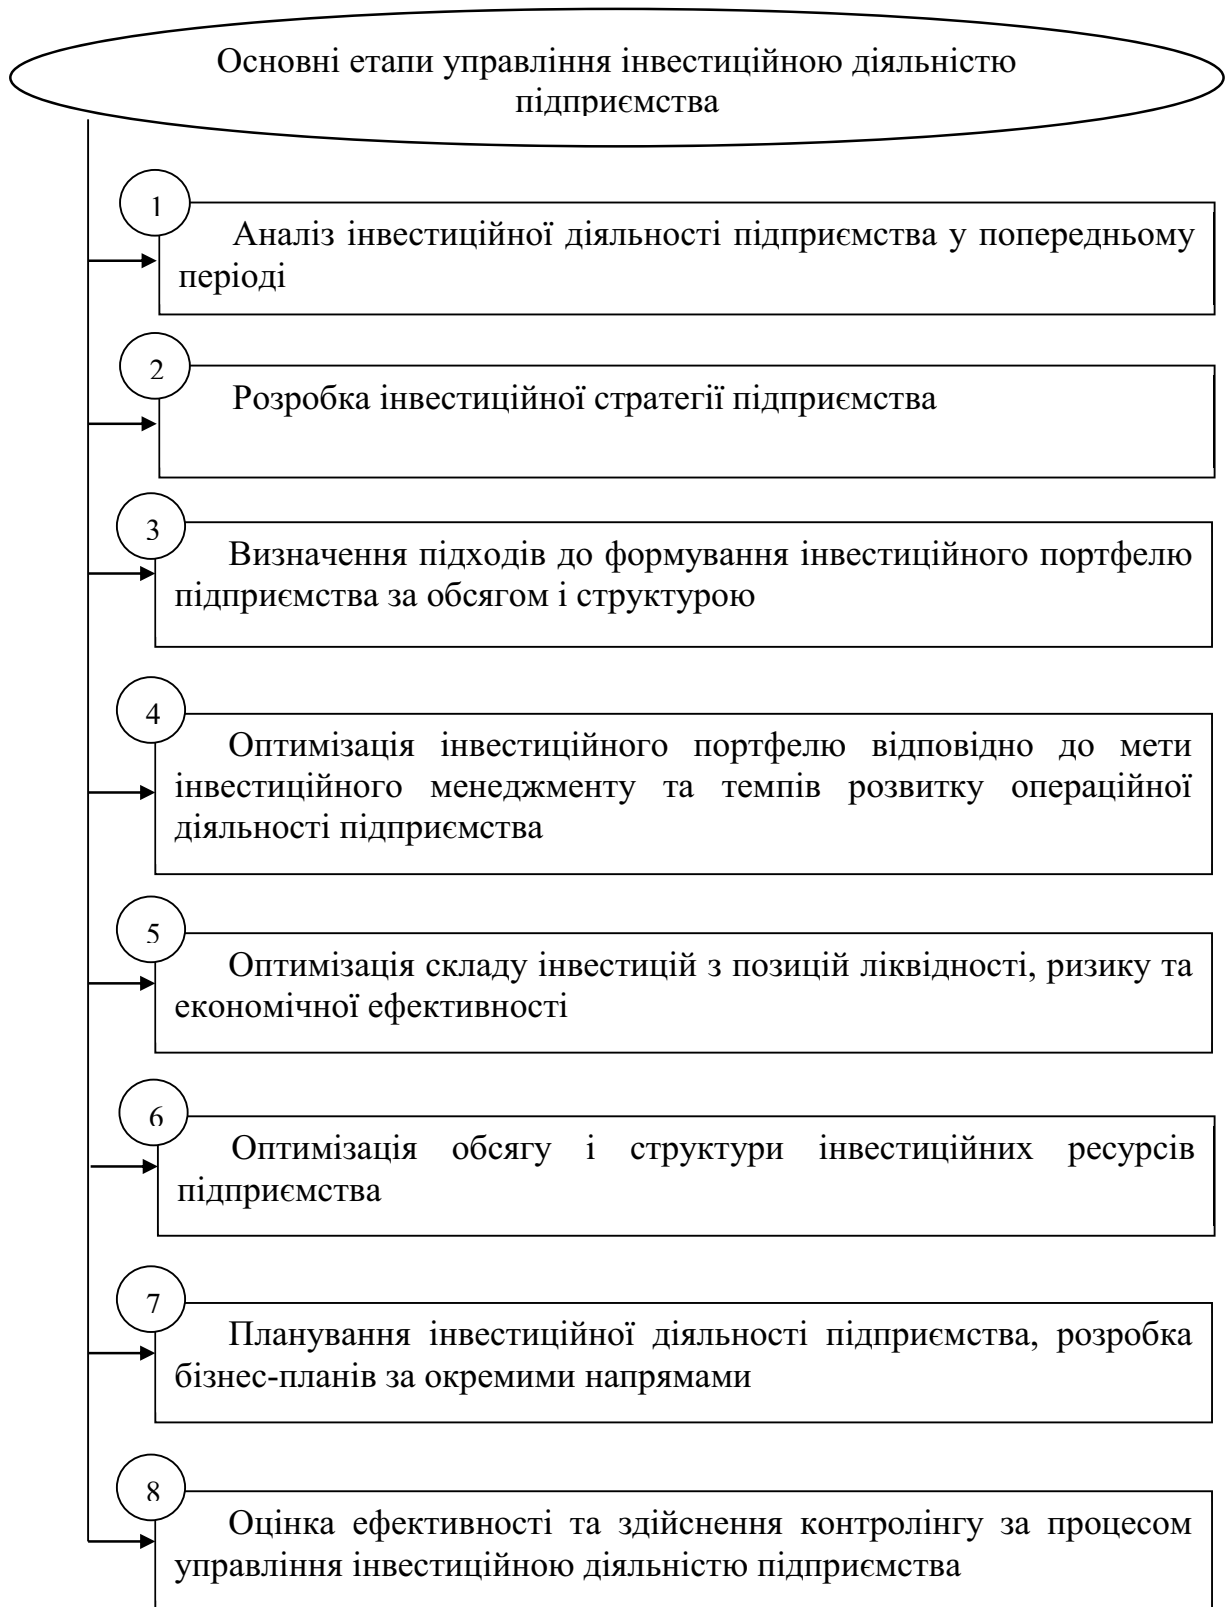 Основні етапи управління інвестиційною діяльністю
підприємства
1
Аналіз інвестиційної діяльності підприємства у попередньому
періоді
2
Розробка інвестиційної стратегії підприємства
3
Визначення підходів до формування інвестиційного портфелю
підприємства за обсягом і структурою
4
Оптимізація інвестиційного портфелю відповідно до мети
інвестиційного менеджменту та темпів розвитку операційної
діяльності підприємства
5
Оптимізація складу інвестицій з позицій ліквідності, ризику та
економічної ефективності
6
Оптимізація обсягу і структури інвестиційних ресурсів
підприємства
7
Планування інвестиційної діяльності підприємства, розробка
бізнес-планів за окремими напрямами
8
Оцінка ефективності та здійснення контролінгу за процесом
управління інвестиційною діяльністю підприємства